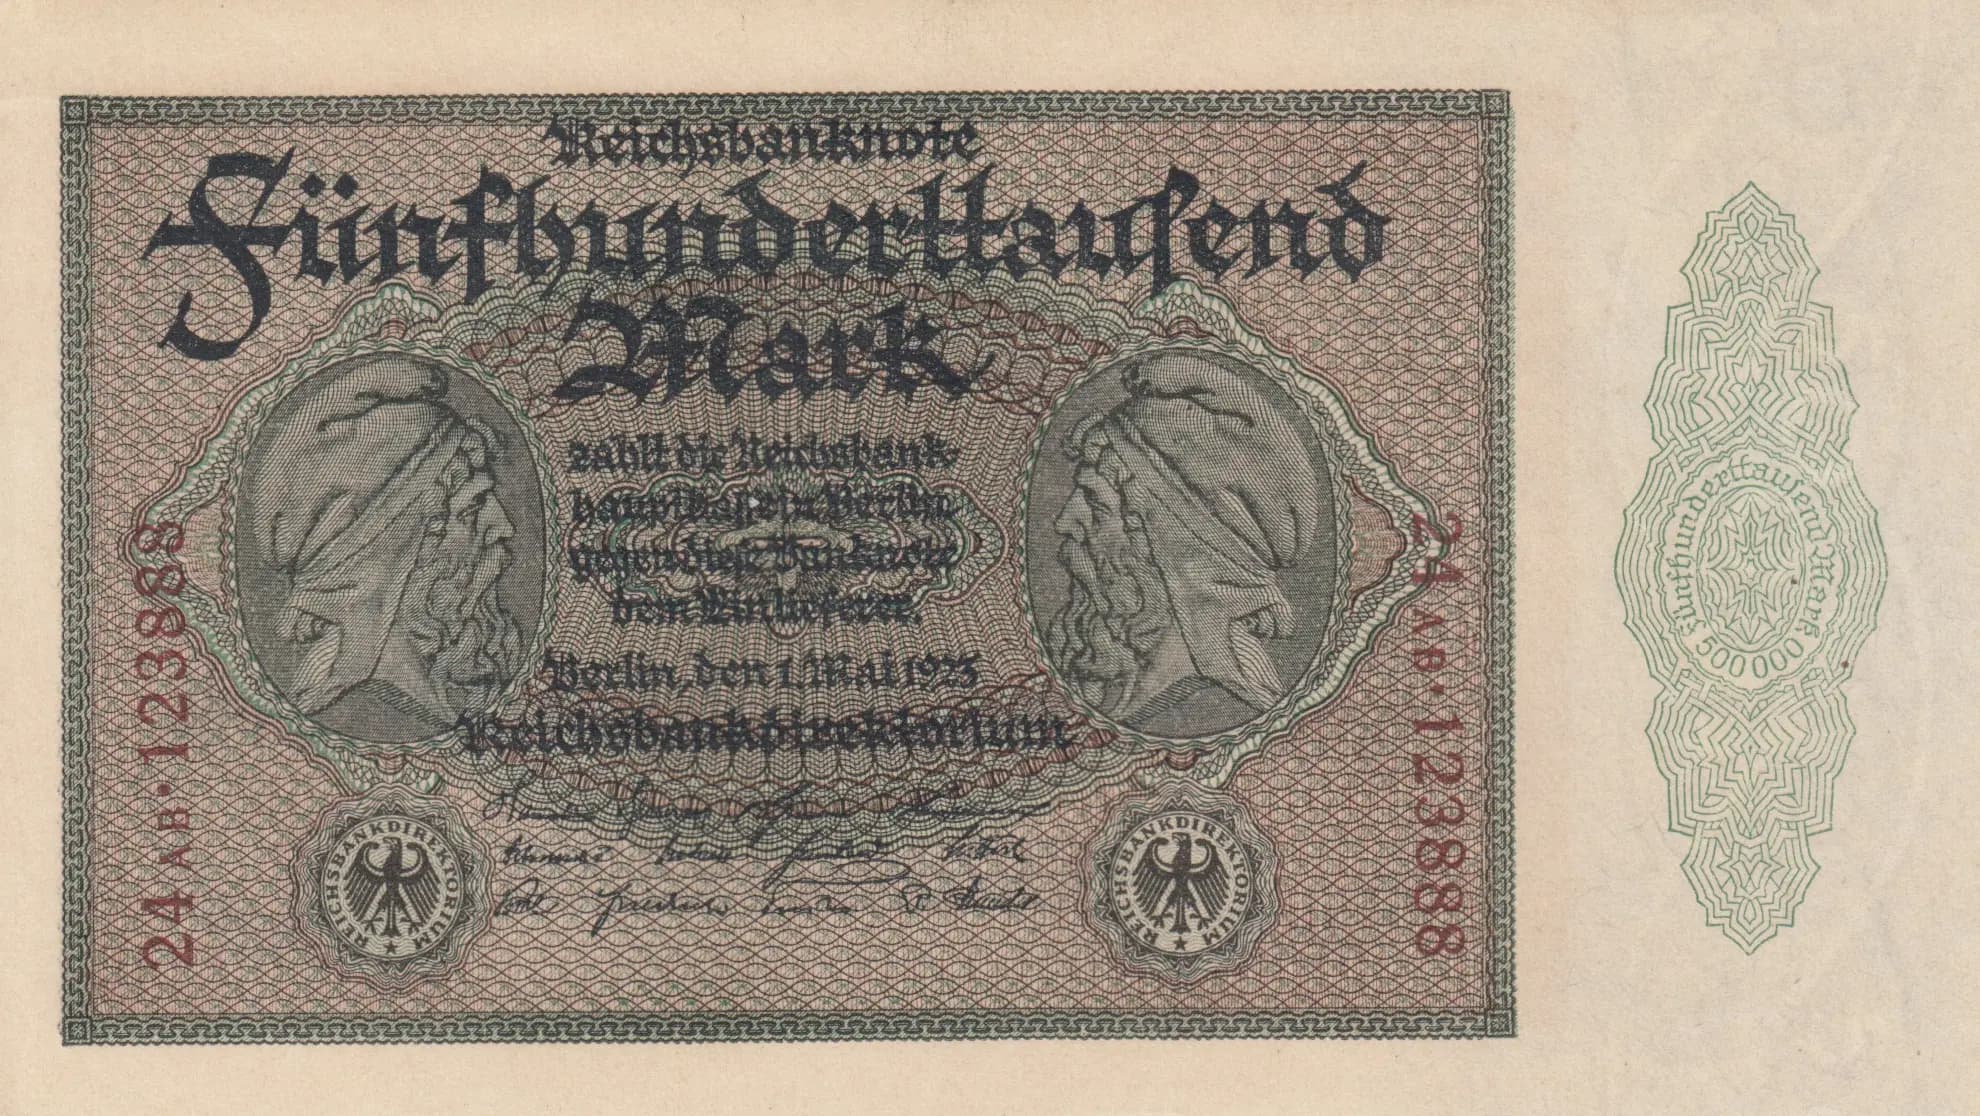 Reichsbanknote
Fünfhunderttausend
Mark
zahlt die Reichsbank-
hauptkasse in Berlin
gegen diese Banknote
dem Einlieferer.
Berlin, den 1. Mai 1923
Reichsbankdirektorium
24 AB·123888
24 AB·123888
REICHSBANKDIREKTORIUM
REICHSBANKDIREKTORIUM
Fünfhunderttausend Mark
500000